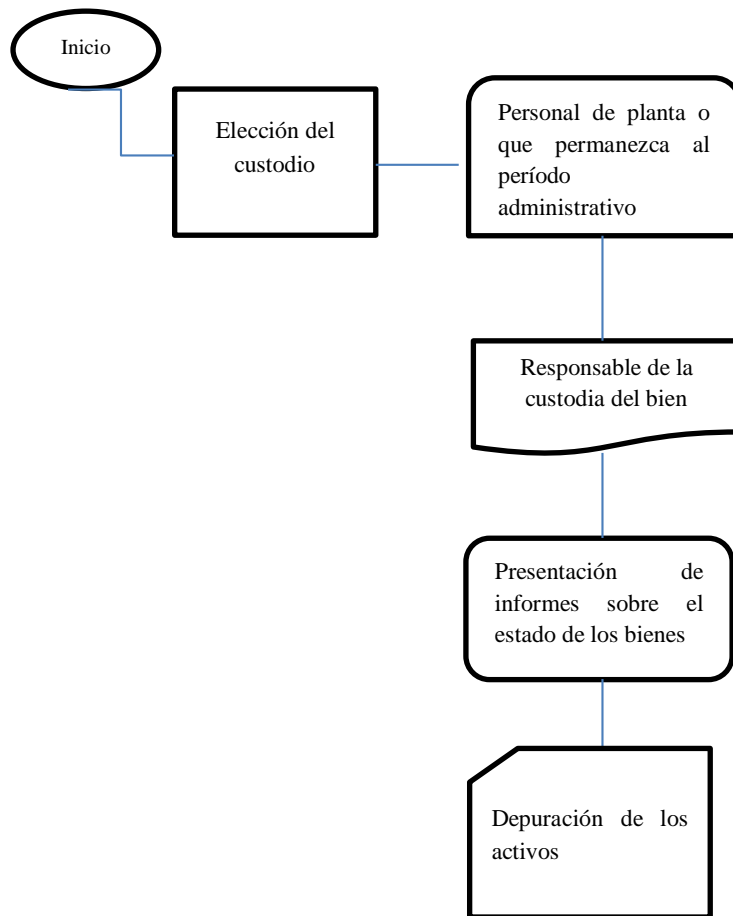 Inicio
Elección del
custodio
Personal de planta o
que permanezca al
período
administrativo
Responsable de la
custodia del bien
Presentación de
informes sobre el
estado de los bienes
Depuración de los
activos